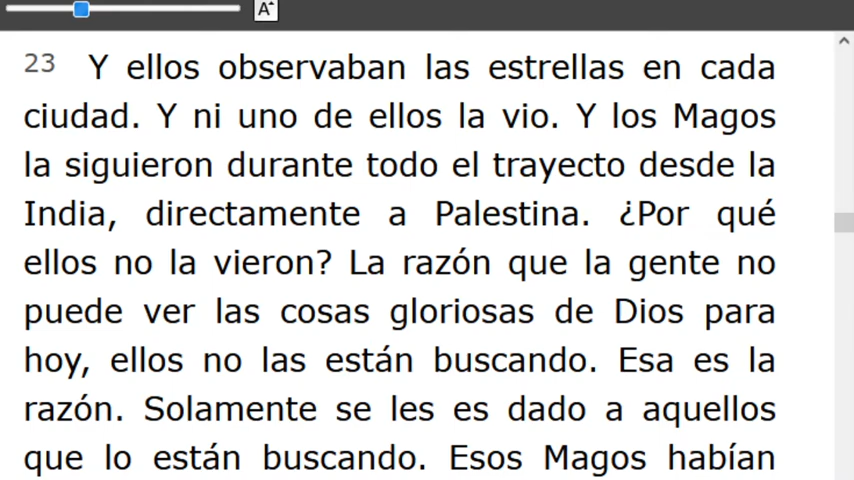 A
23 Y ellos observaban las estrellas en cada
ciudad. Y ni uno de ellos la vio. Y los Magos
la siguieron durante todo el trayecto desde la
India, directamente a Palestina. ¿Por qué
ellos no la vieron? La razón que la gente no
puede ver las cosas gloriosas de Dios para
hoy, ellos no las están buscando. Esa es la
razón. Solamente se les es dado a aquellos
que lo están buscando. Esos Magos habían